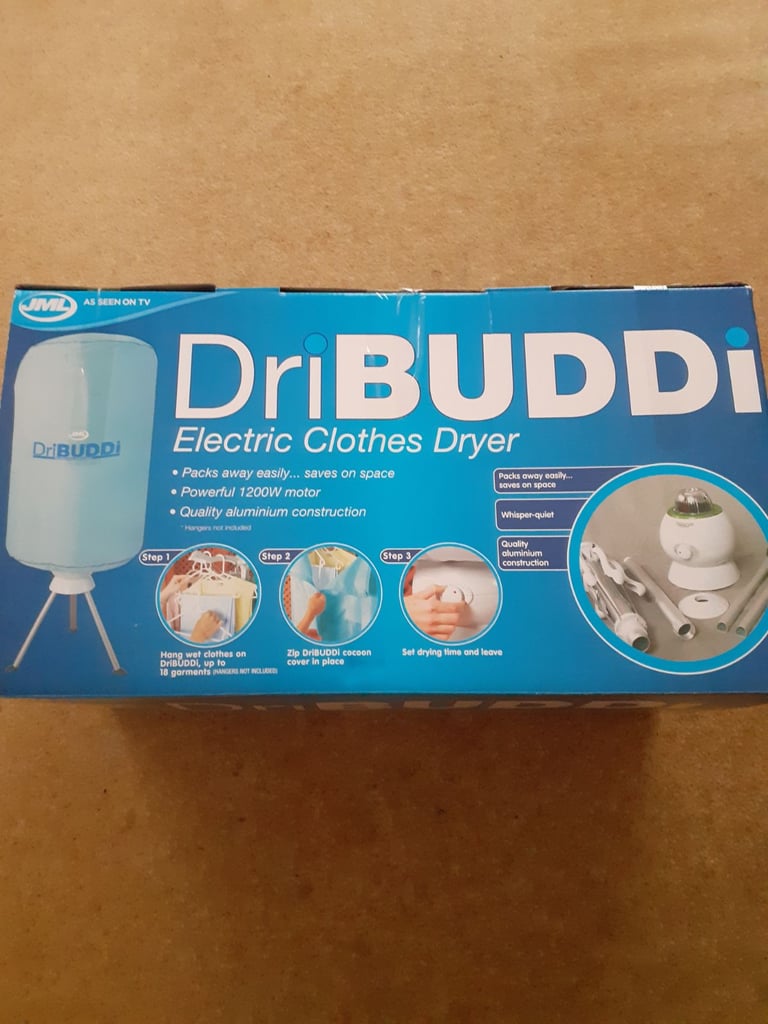 JML AS SEEN ON TV
DriBUDDi
Electric Clothes Dryer
• Packs away easily... saves on space
• Powerful 1200W motor
• Quality aluminium construction
* Hangers not included
JML
DriBUDDi
Packs away easily...
saves on space
Whisper-quiet
Quality
aluminium
construction
Step 1
Hang wet clothes on
DriBUDDi, up to
18 garments (HANGERS NOT INCLUDED)
Step 2
Zip DriBUDDi cocoon
cover in place
Step 3
Set drying time and leave
DriBUDDi